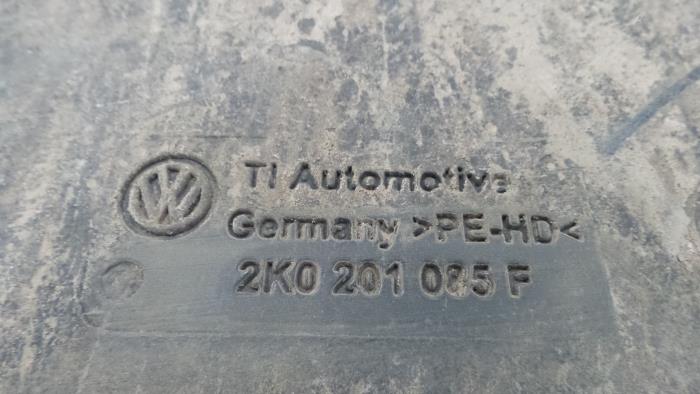 TI Automotive
Germany >PE-HD<
2K0 201 085 F